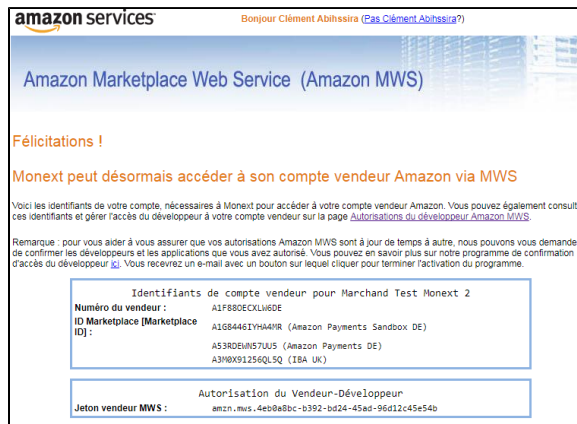 amazon services
Bonjour Clément Abihssira (Pas Clément Abihssira?)
Amazon Marketplace Web Service (Amazon MWS)
Félicitations !
Monext peut désormais accéder à son compte vendeur Amazon via MWS
Voici les identifiants de votre compte, nécessaires à Monext pour accéder à votre compte vendeur Amazon. Vous pouvez également consult
ces identifiants et gérer l'accès du développeur à votre compte vendeur sur la page Autorisations du développeur Amazon MWS.
Remarque : pour vous aider à vous assurer que vos autorisations Amazon MWS sont à jour de temps à autre, nous pouvons vous demande
de confirmer les développeurs et les applications que vous avez autorisé. Vous pouvez en savoir plus sur notre programme de confirmation
d'accès du développeur ici. Vous recevrez un e-mail avec un bouton sur lequel cliquer pour terminer l'activation du programme.
Identifiants de compte vendeur pour Marchand Test Monext 2
Numéro du vendeur : A1F88OECXLW6DE
ID Marketplace [Marketplace ID] : A1G8446IYHA4MR (Amazon Payments Sandbox DE)
A53RDEWN57UU5 (Amazon Payments DE)
A3M0X91256QL5Q (IBA UK)
Autorisation du Vendeur-Développeur
Jeton vendeur MWS : amzn.mws.4eb0a8bc-b392-bd24-45ad-96d12c45e54b